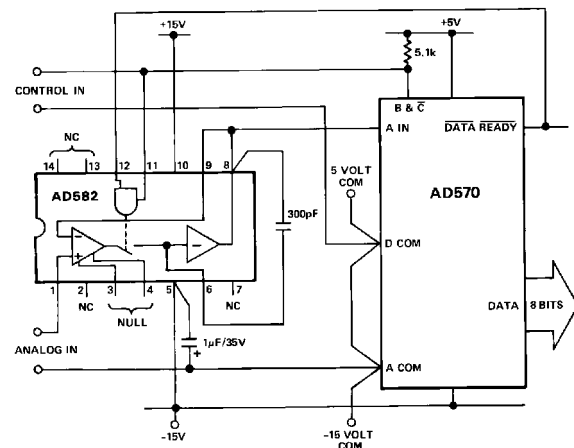 +15V
+5V
5.1k
CONTROL IN
B & C̅
NC
14 13 12 11 10 9 8
A IN
D̅A̅T̅A̅ R̅E̅A̅D̅Y̅
AD582
5 VOLT
COM
AD570
300pF
D COM
1 2 3 4 5 6 7
NC
NULL
NC
DATA
8 BITS
ANALOG IN
1µF/35V
+
A COM
-15V
-15 VOLT
COM